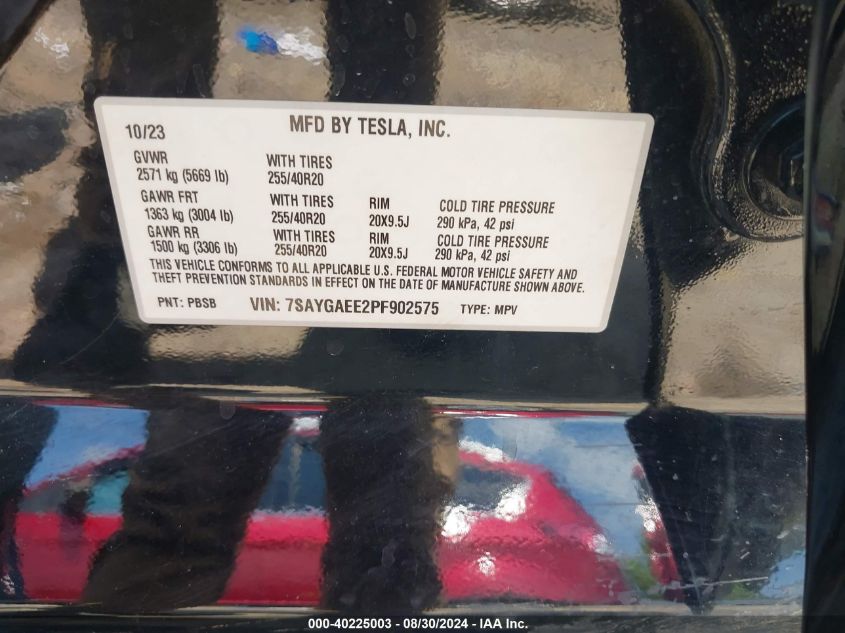 10/23 MFD BY TESLA, INC.
GVWR WITH TIRES
2571 kg (5669 lb) 255/40R20
GAWR FRT WITH TIRES RIM COLD TIRE PRESSURE
1363 kg (3004 lb) 255/40R20 20X9.5J 290 kPa, 42 psi
GAWR RR WITH TIRES RIM COLD TIRE PRESSURE
1500 kg (3306 lb) 255/40R20 20X9.5J 290 kPa, 42 psi
THIS VEHICLE CONFORMS TO ALL APPLICABLE U.S. FEDERAL MOTOR VEHICLE SAFETY AND
THEFT PREVENTION STANDARDS IN EFFECT ON THE DATE OF MANUFACTURE SHOWN ABOVE.
PNT: PBSB VIN: 7SAYGAEE2PF902575 TYPE: MPV
000-40225003 - 08/30/2024 - IAA Inc.